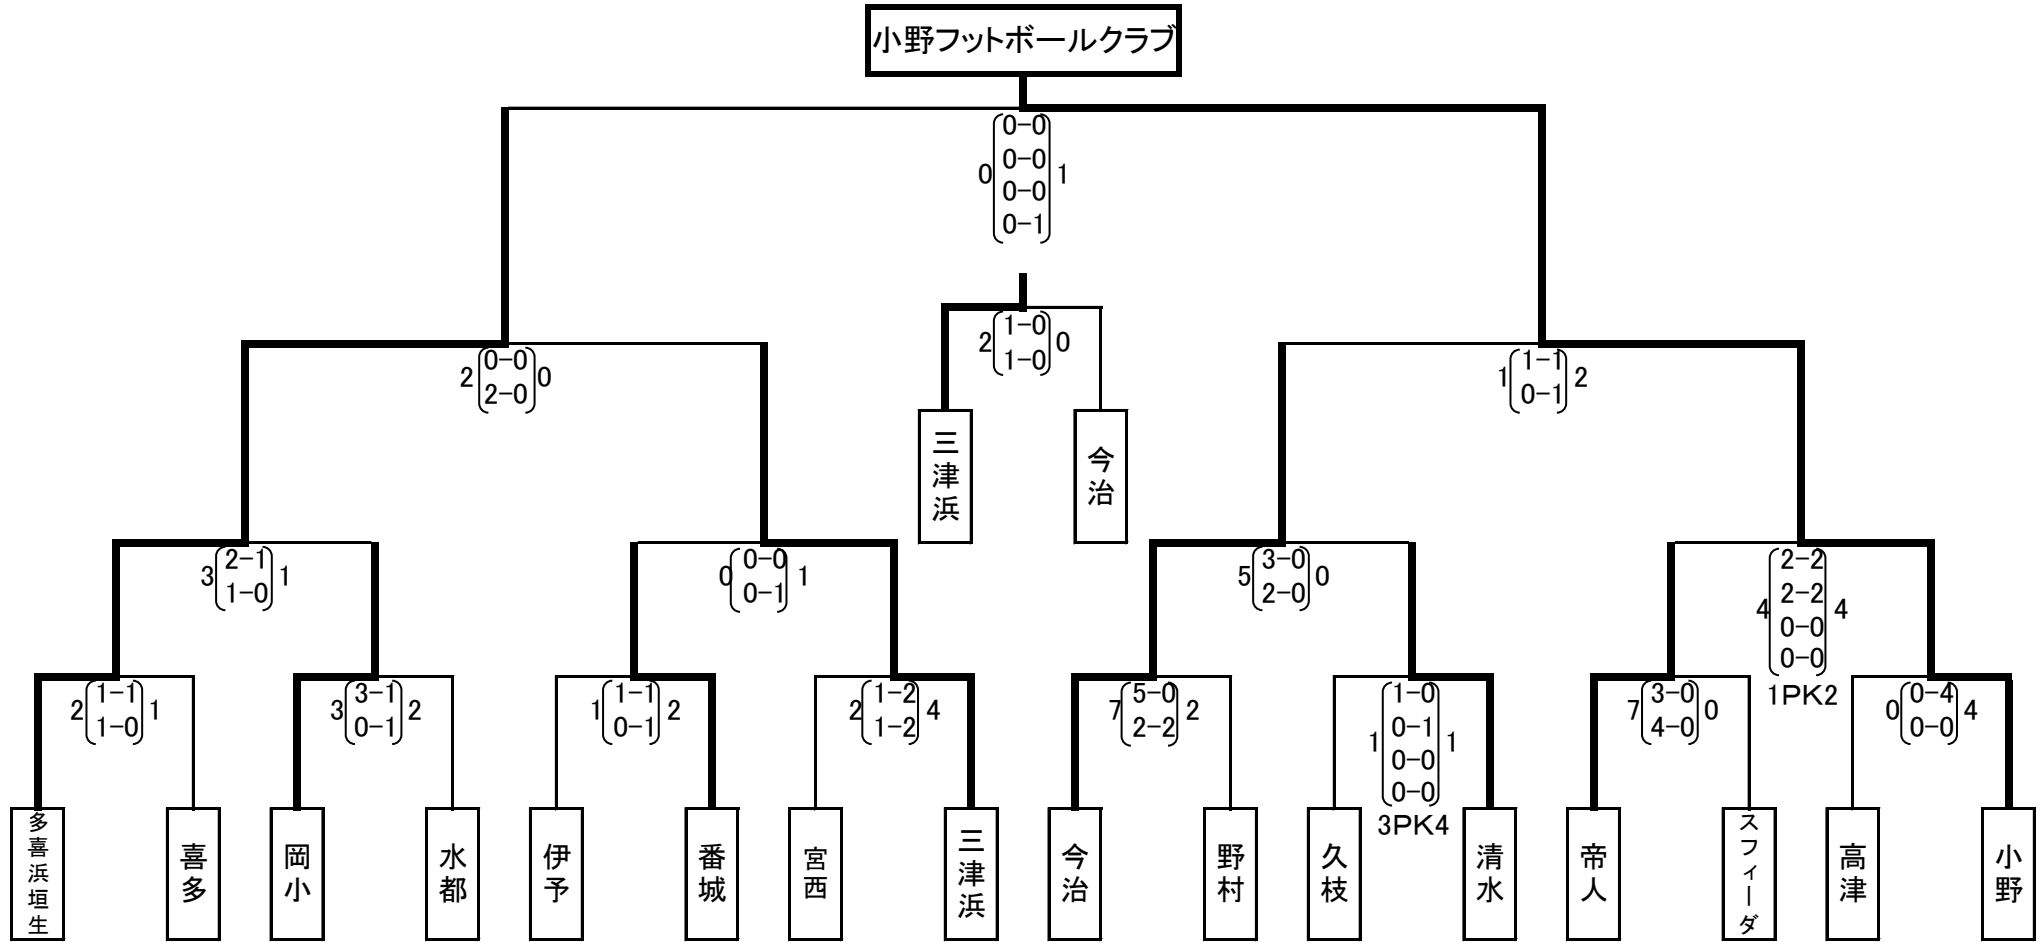 小野フットボールクラブ
0-0
0-0
0 1
0-0
0-1
1-0
2 0
1-0
0-0
2 0
2-0
1-1
1 2
0-1
三津浜
今治
2-1
3 1
1-0
0-0
0 1
0-1
3-0
5 0
2-0
2-2
2-2
4 4
0-0
0-0
1PK2
1-1
2 1
1-0
3-1
3 2
0-1
1-1
1 2
0-1
1-2
2 4
1-2
5-0
7 2
2-2
1-0
0-1
1 1
0-0
0-0
3PK4
3-0
7 0
4-0
0-4
0 4
0-0
多喜浜垣生
喜多
岡小
水都
伊予
番城
宮西
三津浜
今治
野村
久枝
清水
帝人
スフィーダ
高津
小野